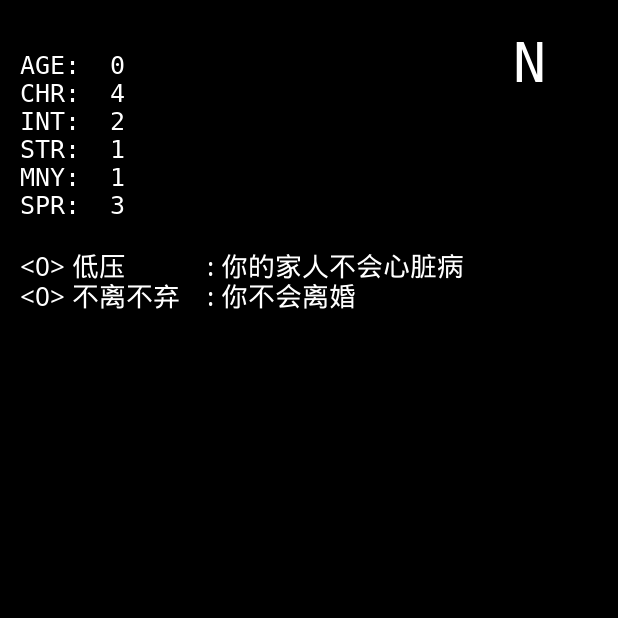 N
AGE: 0
CHR: 4
INT: 2
STR: 1
MNY: 1
SPR: 3
<O> 低压 : 你的家人不会心脏病
<O> 不离不弃 : 你不会离婚